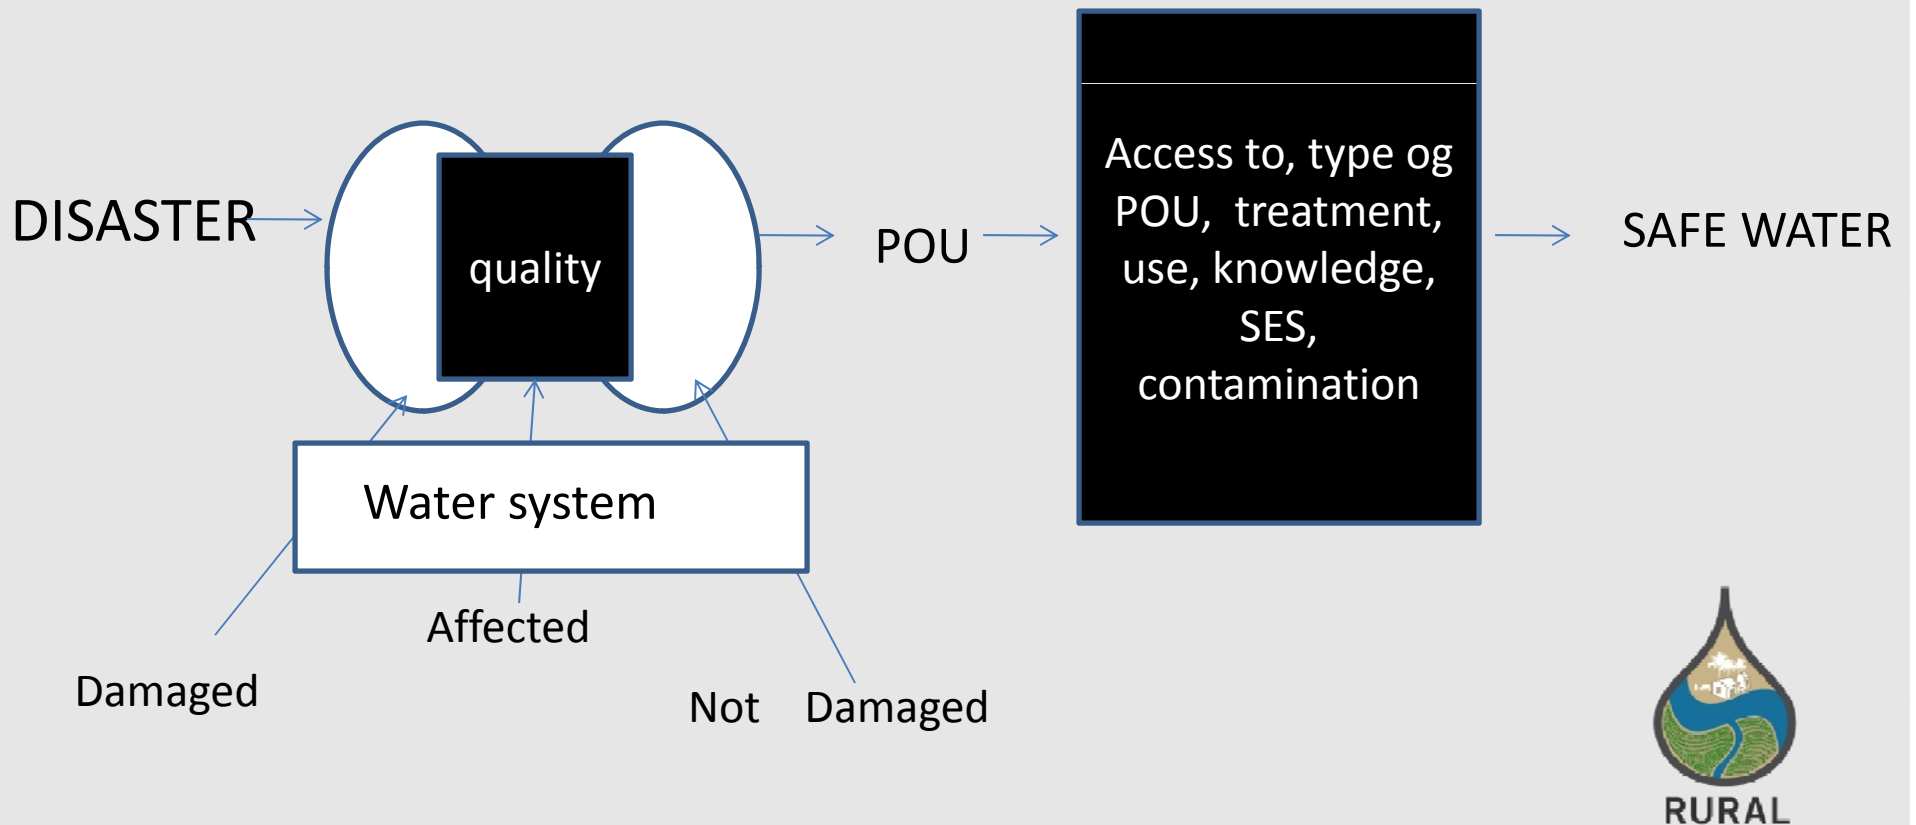 DISASTER
quality
POU
Access to, type og
POU, treatment,
use, knowledge,
SES,
contamination
SAFE WATER
Water system
Affected
Damaged
Not Damaged
RURAL